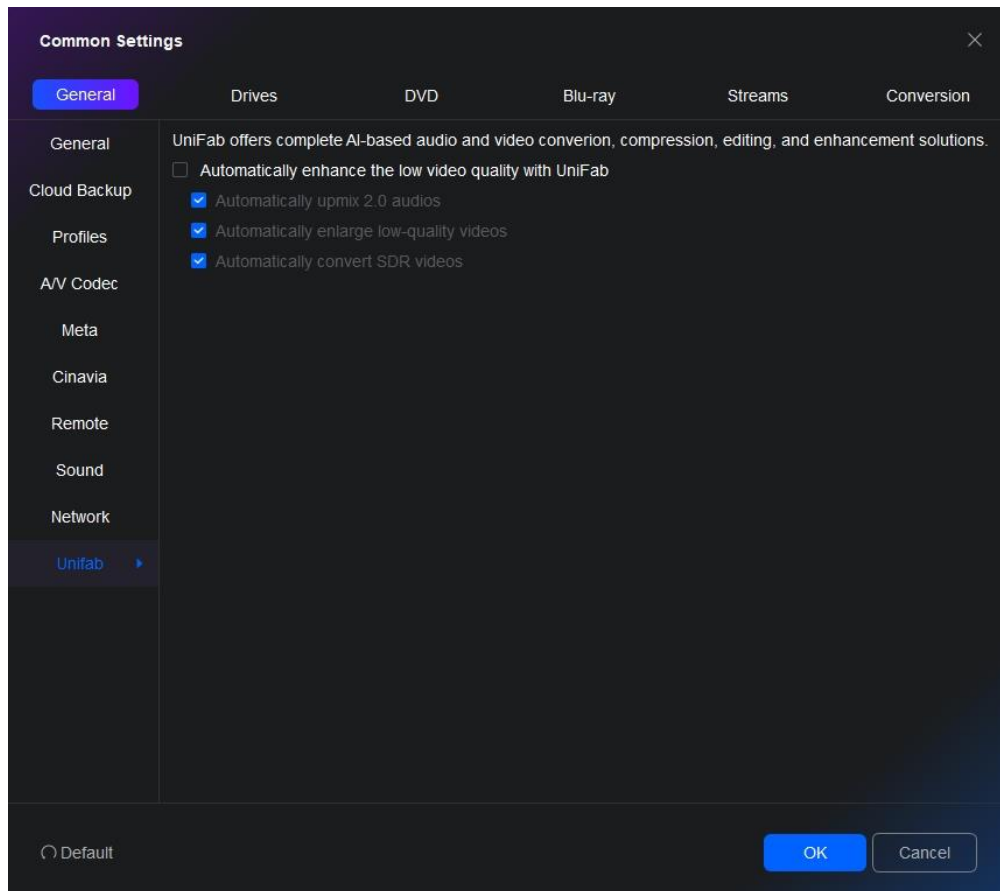 Common Settings
General
Drives
DVD
Blu-ray
Streams
Conversion
General
Cloud Backup
Profiles
A/V Codec
Meta
Cinavia
Remote
Sound
Network
Unifab
UniFab offers complete AI-based audio and video converion, compression, editing, and enhancement solutions.
Automatically enhance the low video quality with UniFab
Automatically upmix 2.0 audios
Automatically enlarge low-quality videos
Automatically convert SDR videos
Default
OK
Cancel